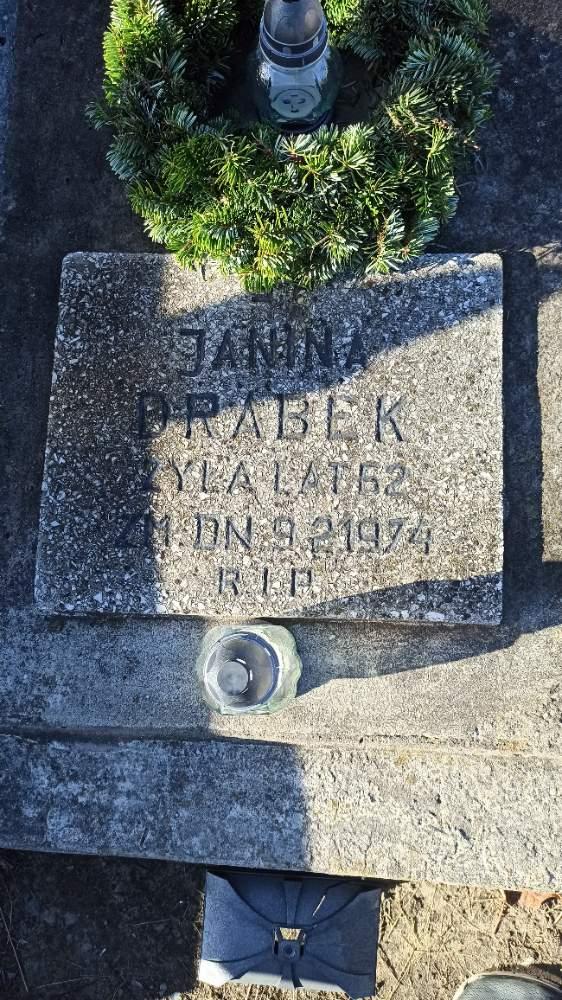 JANINA
DRABEK
ŻYŁA LAT 62
ZM. DN. 9.2.1974
R.I.P.